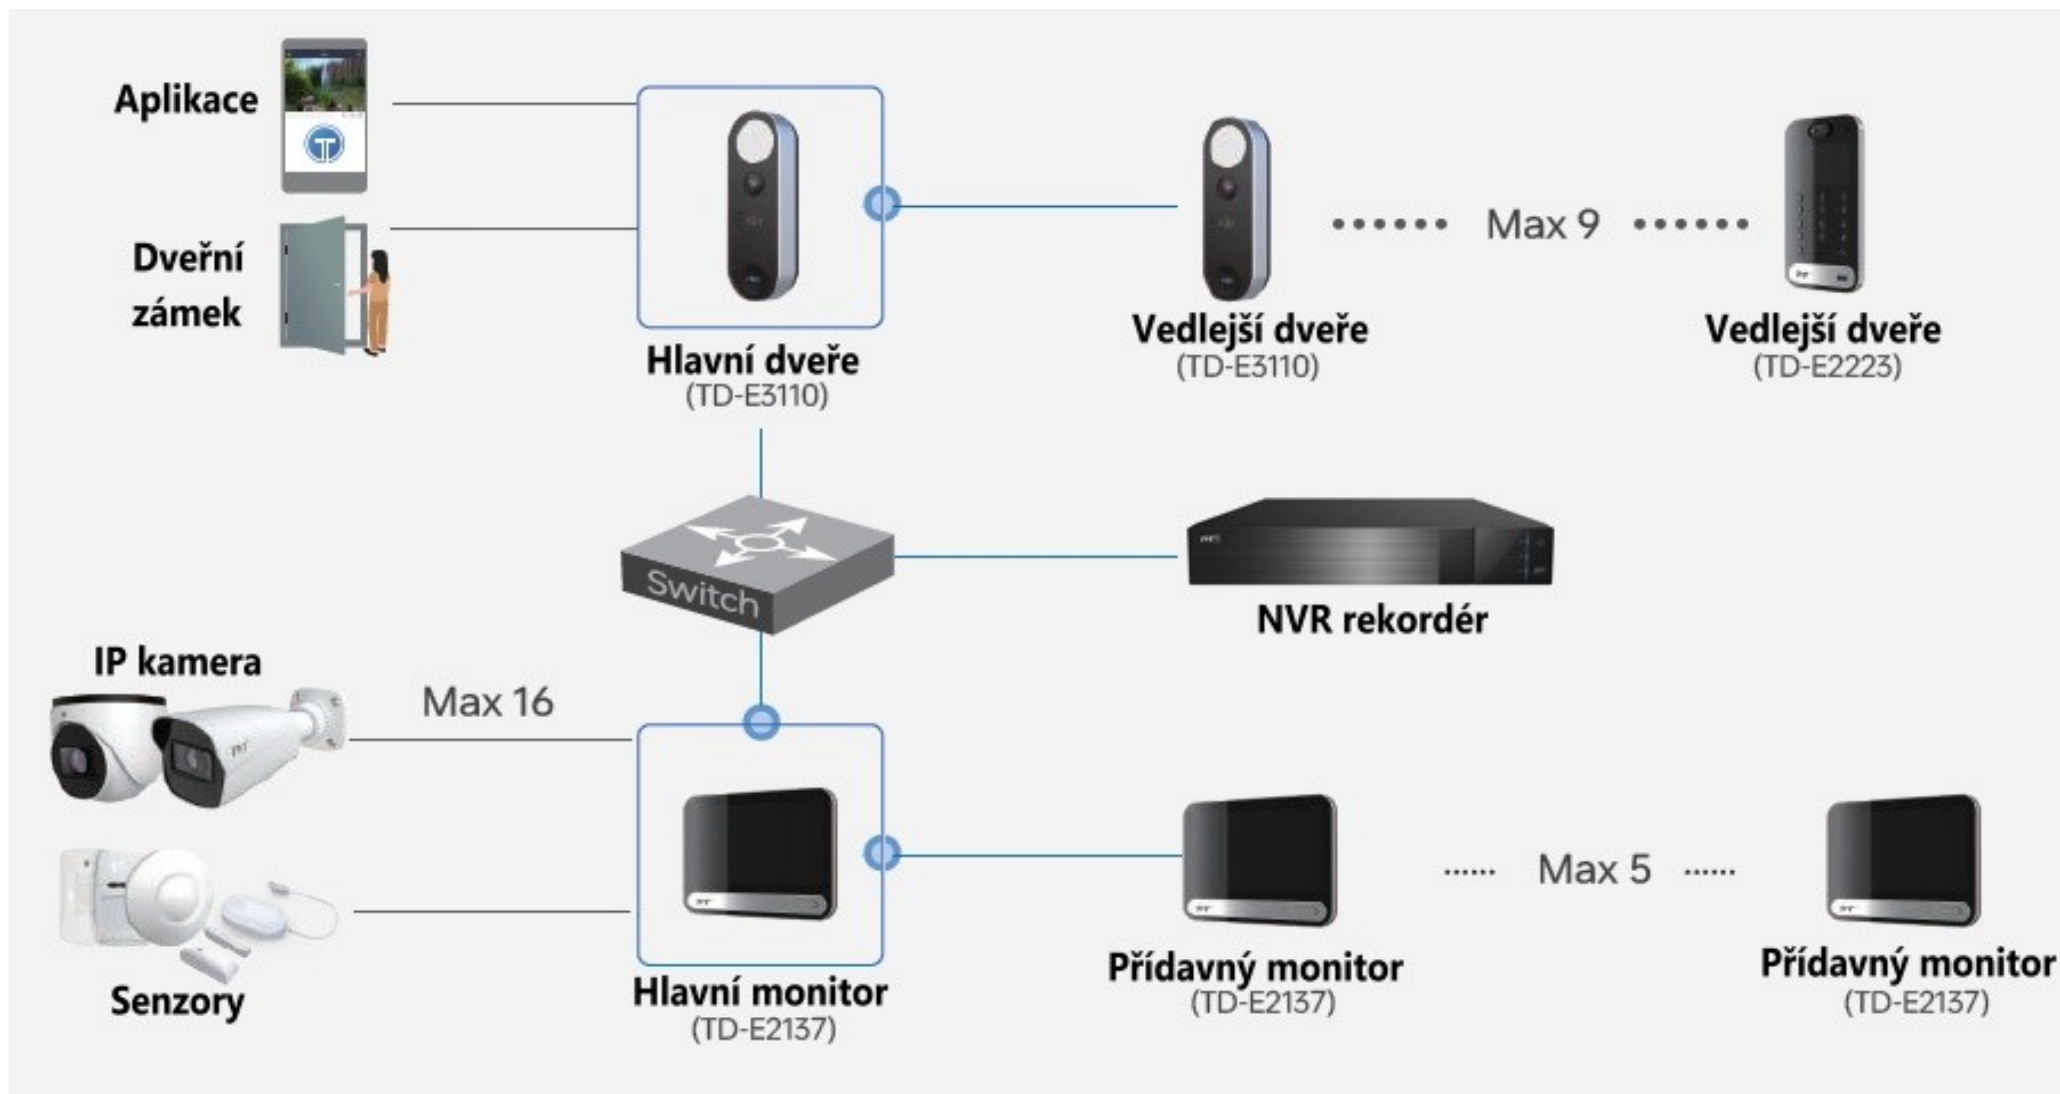 Aplikace
Dveřní
zámek
Hlavní dveře
(TD-E3110)
Vedlejší dveře
(TD-E3110)
Max 9
Vedlejší dveře
(TD-E2223)
Switch
NVR rekordér
IP kamera
Max 16
Senzory
Hlavní monitor
(TD-E2137)
Přídavný monitor
(TD-E2137)
Max 5
Přídavný monitor
(TD-E2137)